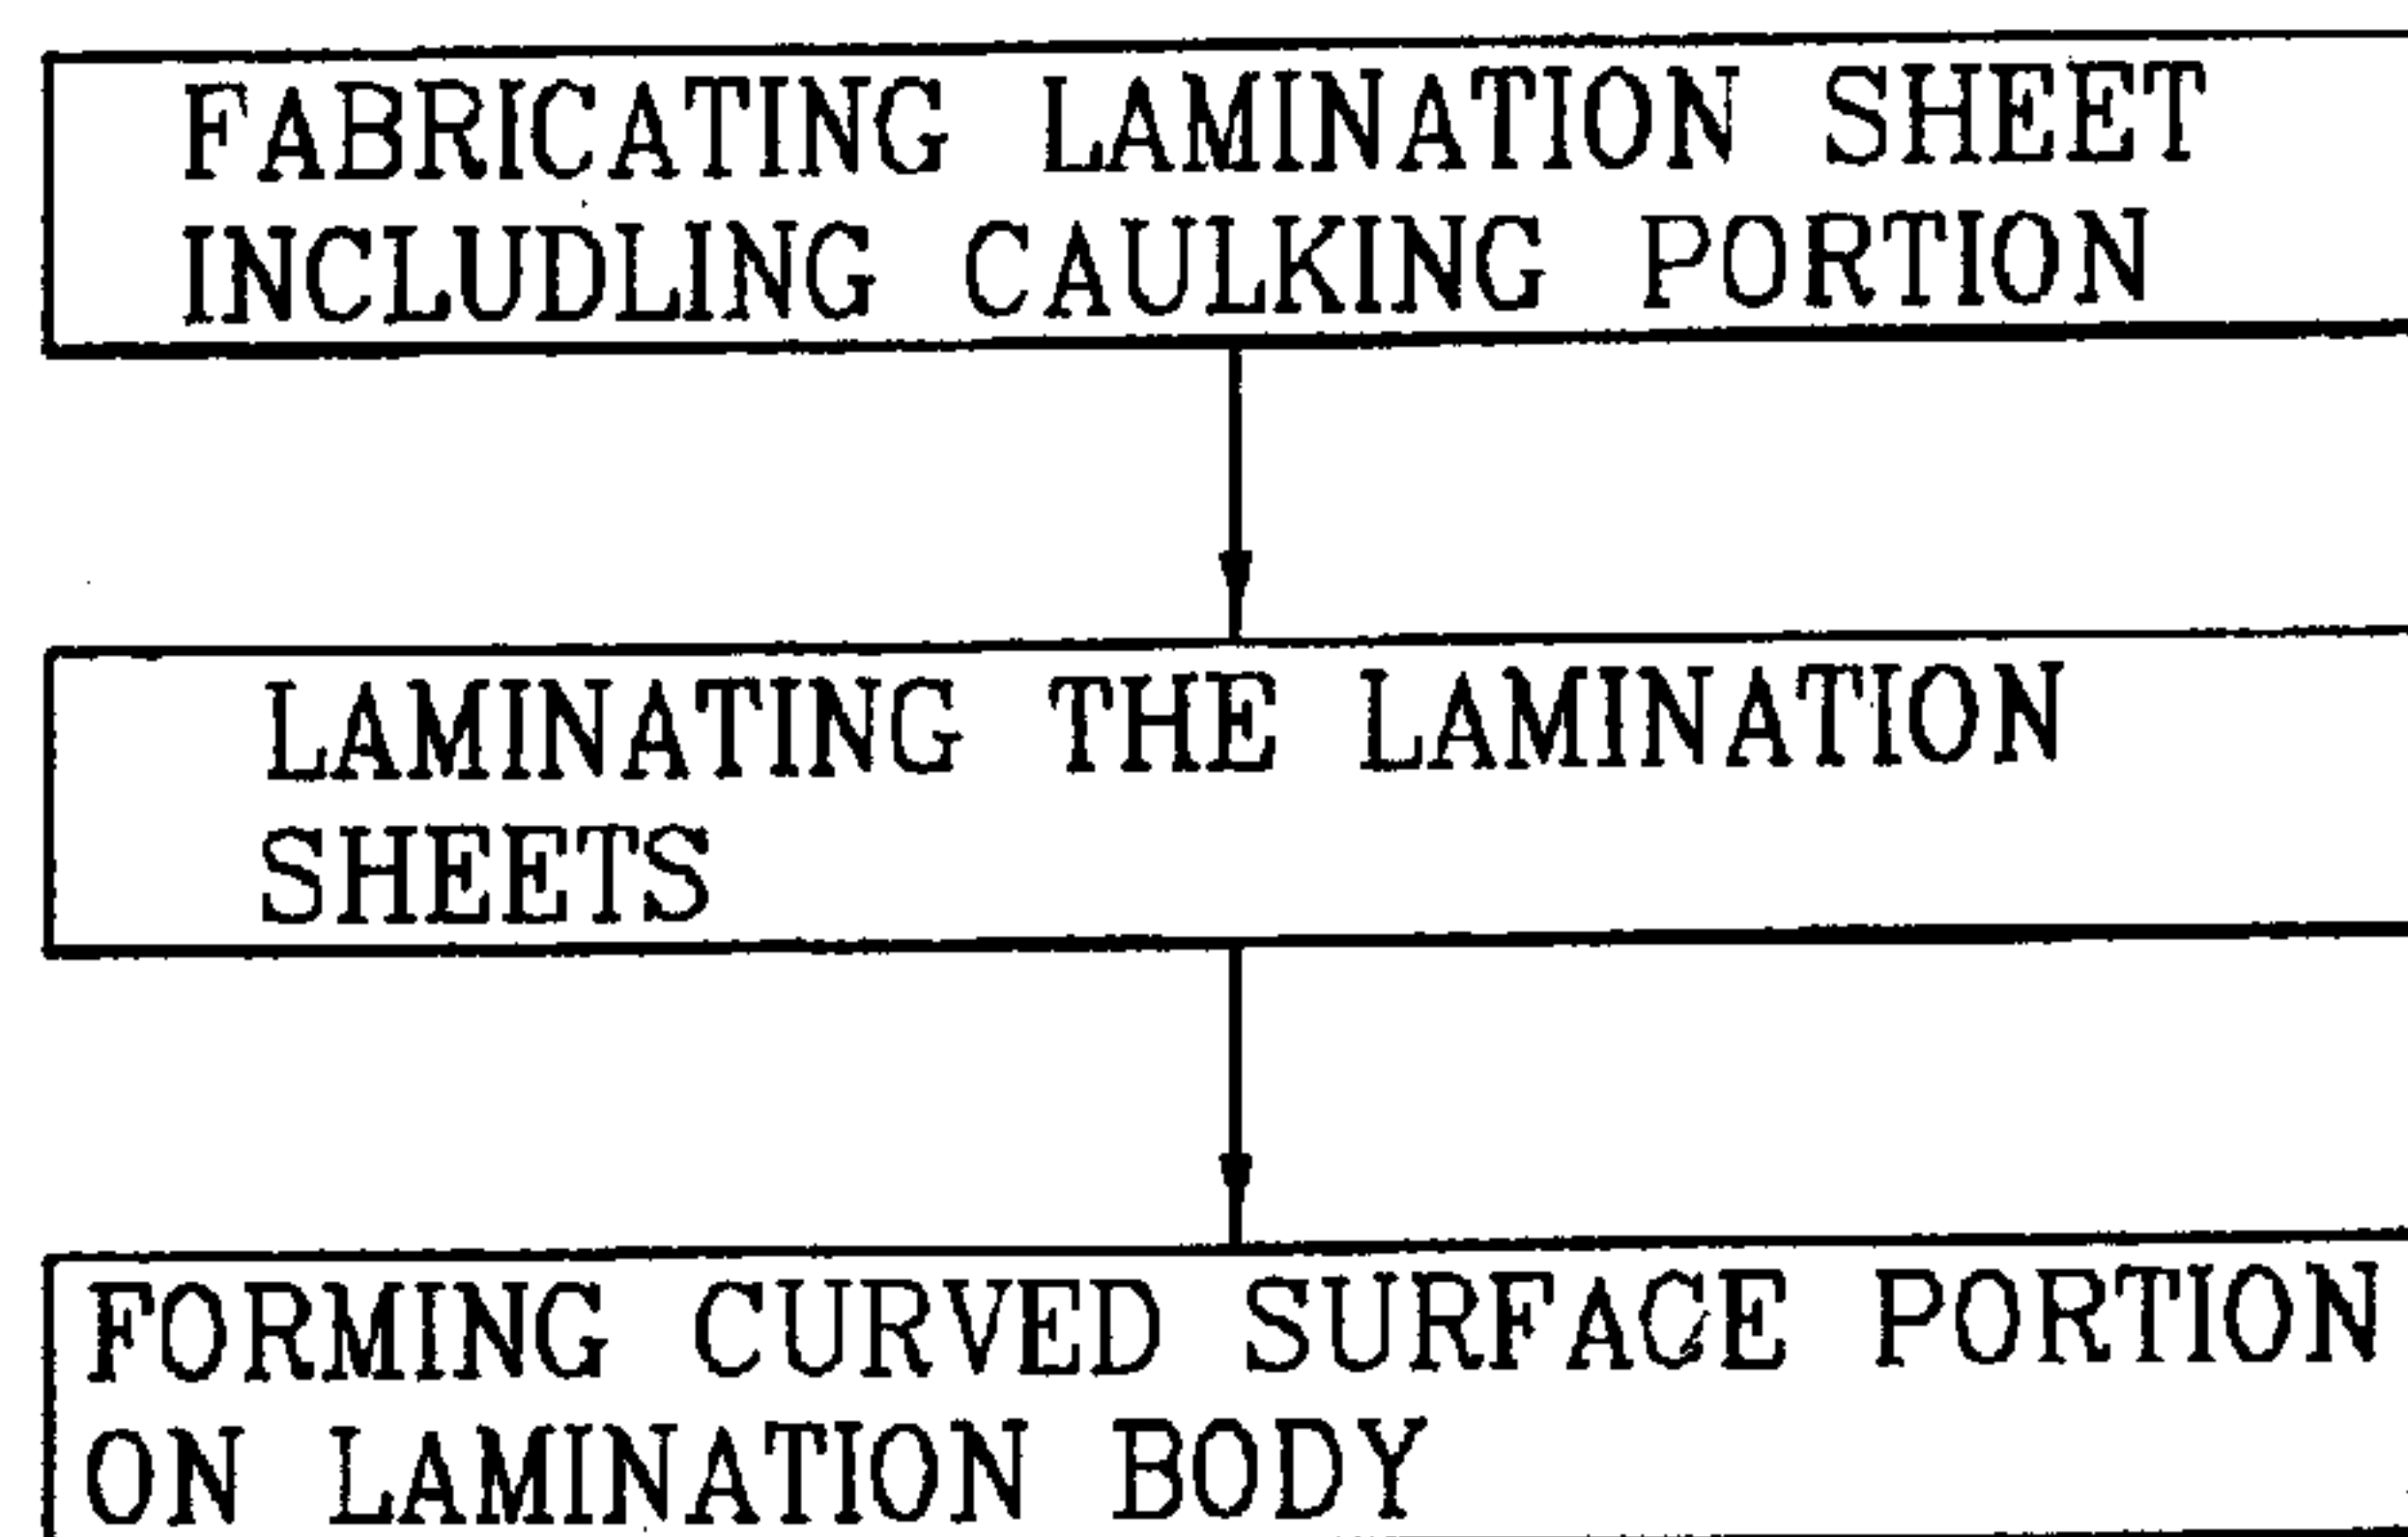 FABRICATING LAMINATION SHEET
INCLUDLING CAULKING PORTION
LAMINATING THE LAMINATION
SHEETS
FORMING CURVED SURFACE PORTION
ON LAMINATION BODY